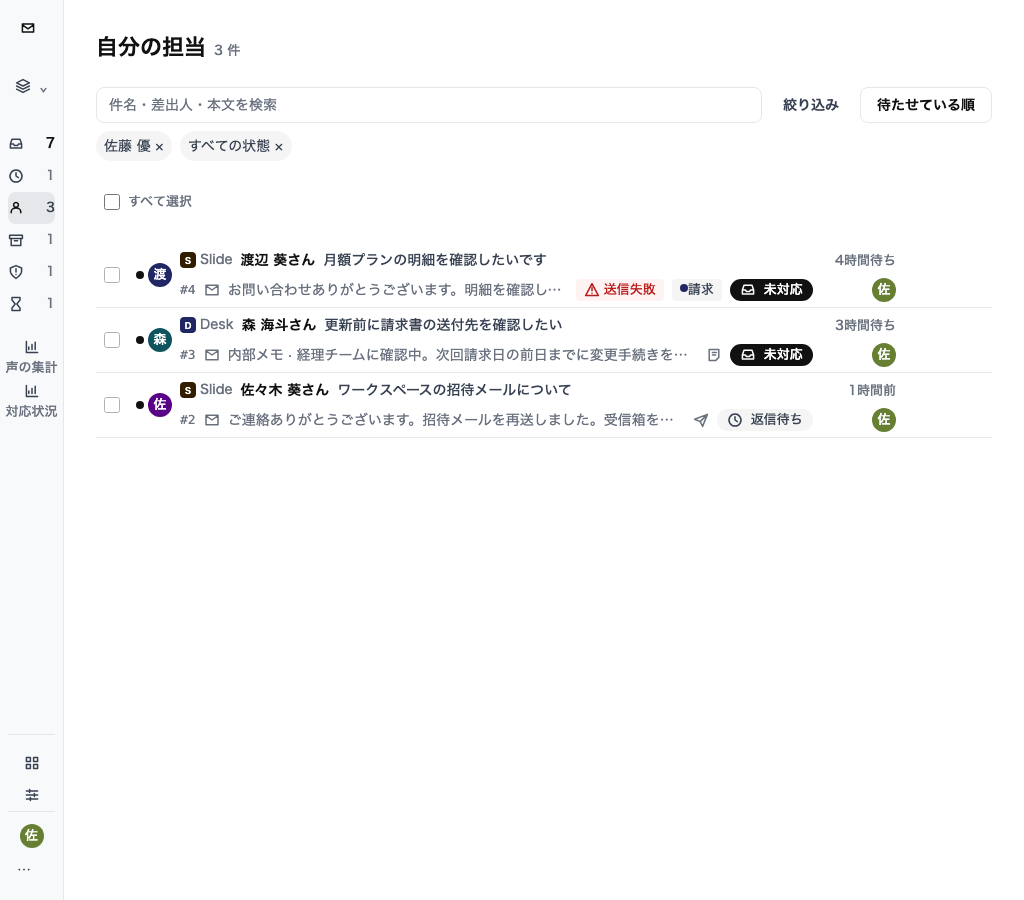 自分の担当 3 件
件名・差出人・本文を検索
絞り込み
待たせている順
佐藤 優 ×
すべての状態 ×
7
1
3
1
1
1
声の集計
対応状況
佐
すべて選択
渡
S Slide 渡辺 葵さん 月額プランの明細を確認したいです 4時間待ち
#4 お問い合わせありがとうございます。明細を確認し… 送信失敗 請求 未対応 佐
森
D Desk 森 海斗さん 更新前に請求書の送付先を確認したい 3時間待ち
#3 内部メモ · 経理チームに確認中。次回請求日の前日までに変更手続きを… 未対応 佐
佐
S Slide 佐々木 葵さん ワークスペースの招待メールについて 1時間前
#2 ご連絡ありがとうございます。招待メールを再送しました。受信箱を… 返信待ち 佐